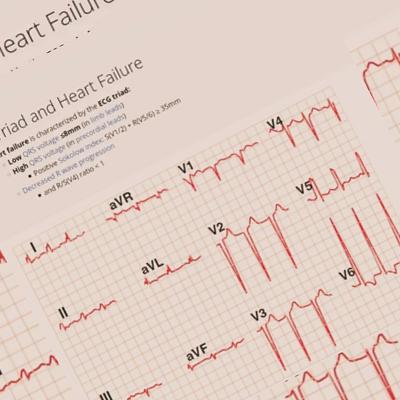 Heart Failure
Triad and Heart Failure
failure is characterized by the ECG triad:
Low QRS voltage ≤8mm (in limb leads)
High QRS voltage (in precordial leads)
• Positive Sokolow index: S(V1/2) + R(V5/6) ≥ 35mm
Decreased R wave progression
• and R/S(V4) ratio < 1
I
aVR
V1
V4
II
aVL
V2
V5
III
aVF
V3
V6